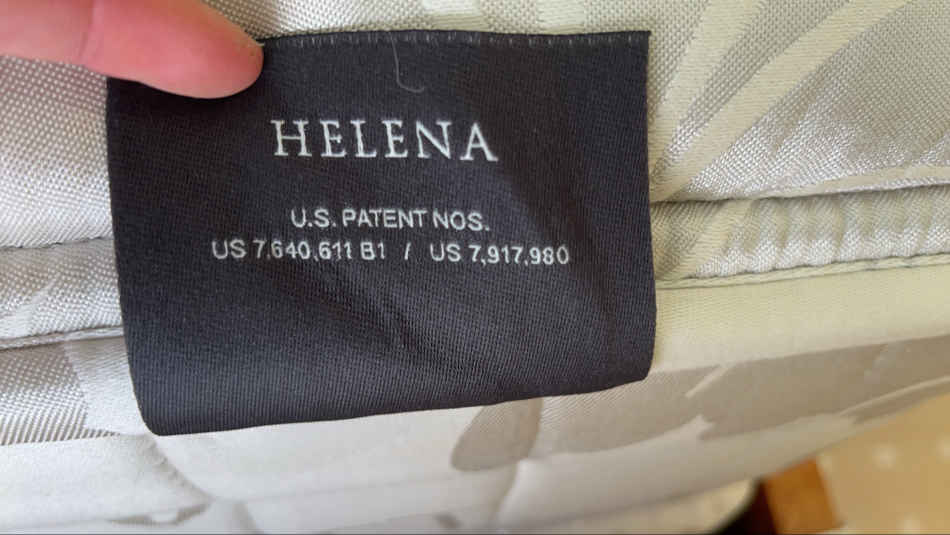 HELENA
U.S. PATENT NOS.
US 7,640,611 B1 / US 7,917,980